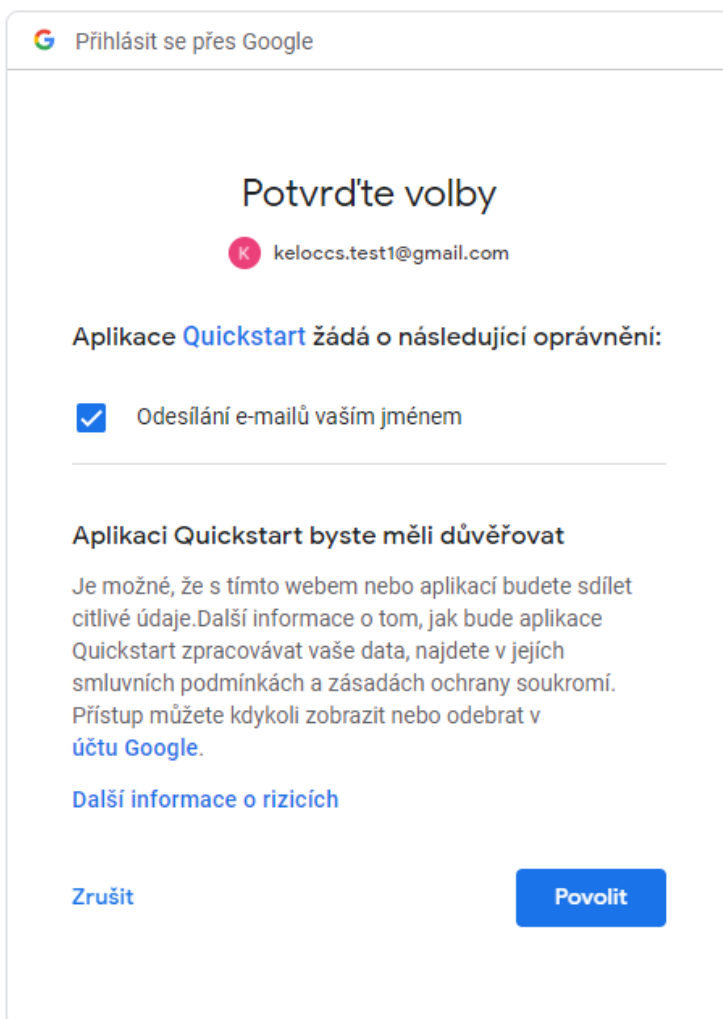 Přihlásit se přes Google
Potvrďte volby
K keloccs.test1@gmail.com
Aplikace Quickstart žádá o následující oprávnění:
Odesílání e-mailů vaším jménem
Aplikaci Quickstart byste měli důvěřovat
Je možné, že s tímto webem nebo aplikací budete sdílet
citlivé údaje.Další informace o tom, jak bude aplikace
Quickstart zpracovávat vaše data, najdete v jejích
smluvních podmínkách a zásadách ochrany soukromí.
Přístup můžete kdykoli zobrazit nebo odebrat v
účtu Google.
Další informace o rizicích
Zrušit
Povolit